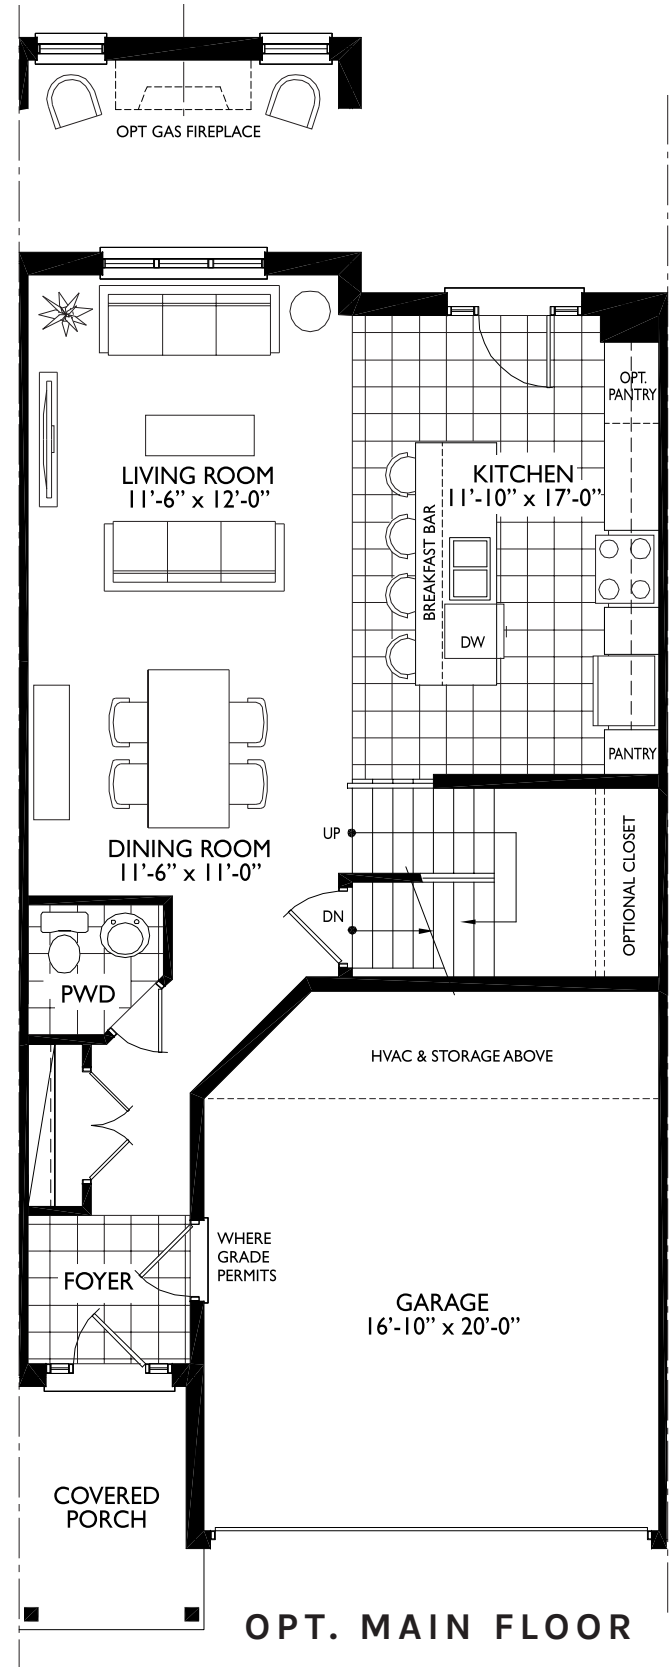 OPT GAS FIREPLACE
OPT.
PANTRY
LIVING ROOM
11'-6" x 12'-0"
KITCHEN
11'-10" x 17'-0"
BREAKFAST BAR
DW
PANTRY
DINING ROOM
11'-6" x 11'-0"
UP
DN
OPTIONAL CLOSET
PWD
HVAC & STORAGE ABOVE
WHERE
GRADE
PERMITS
FOYER
GARAGE
16'-10" x 20'-0"
COVERED
PORCH
OPT. MAIN FLOOR